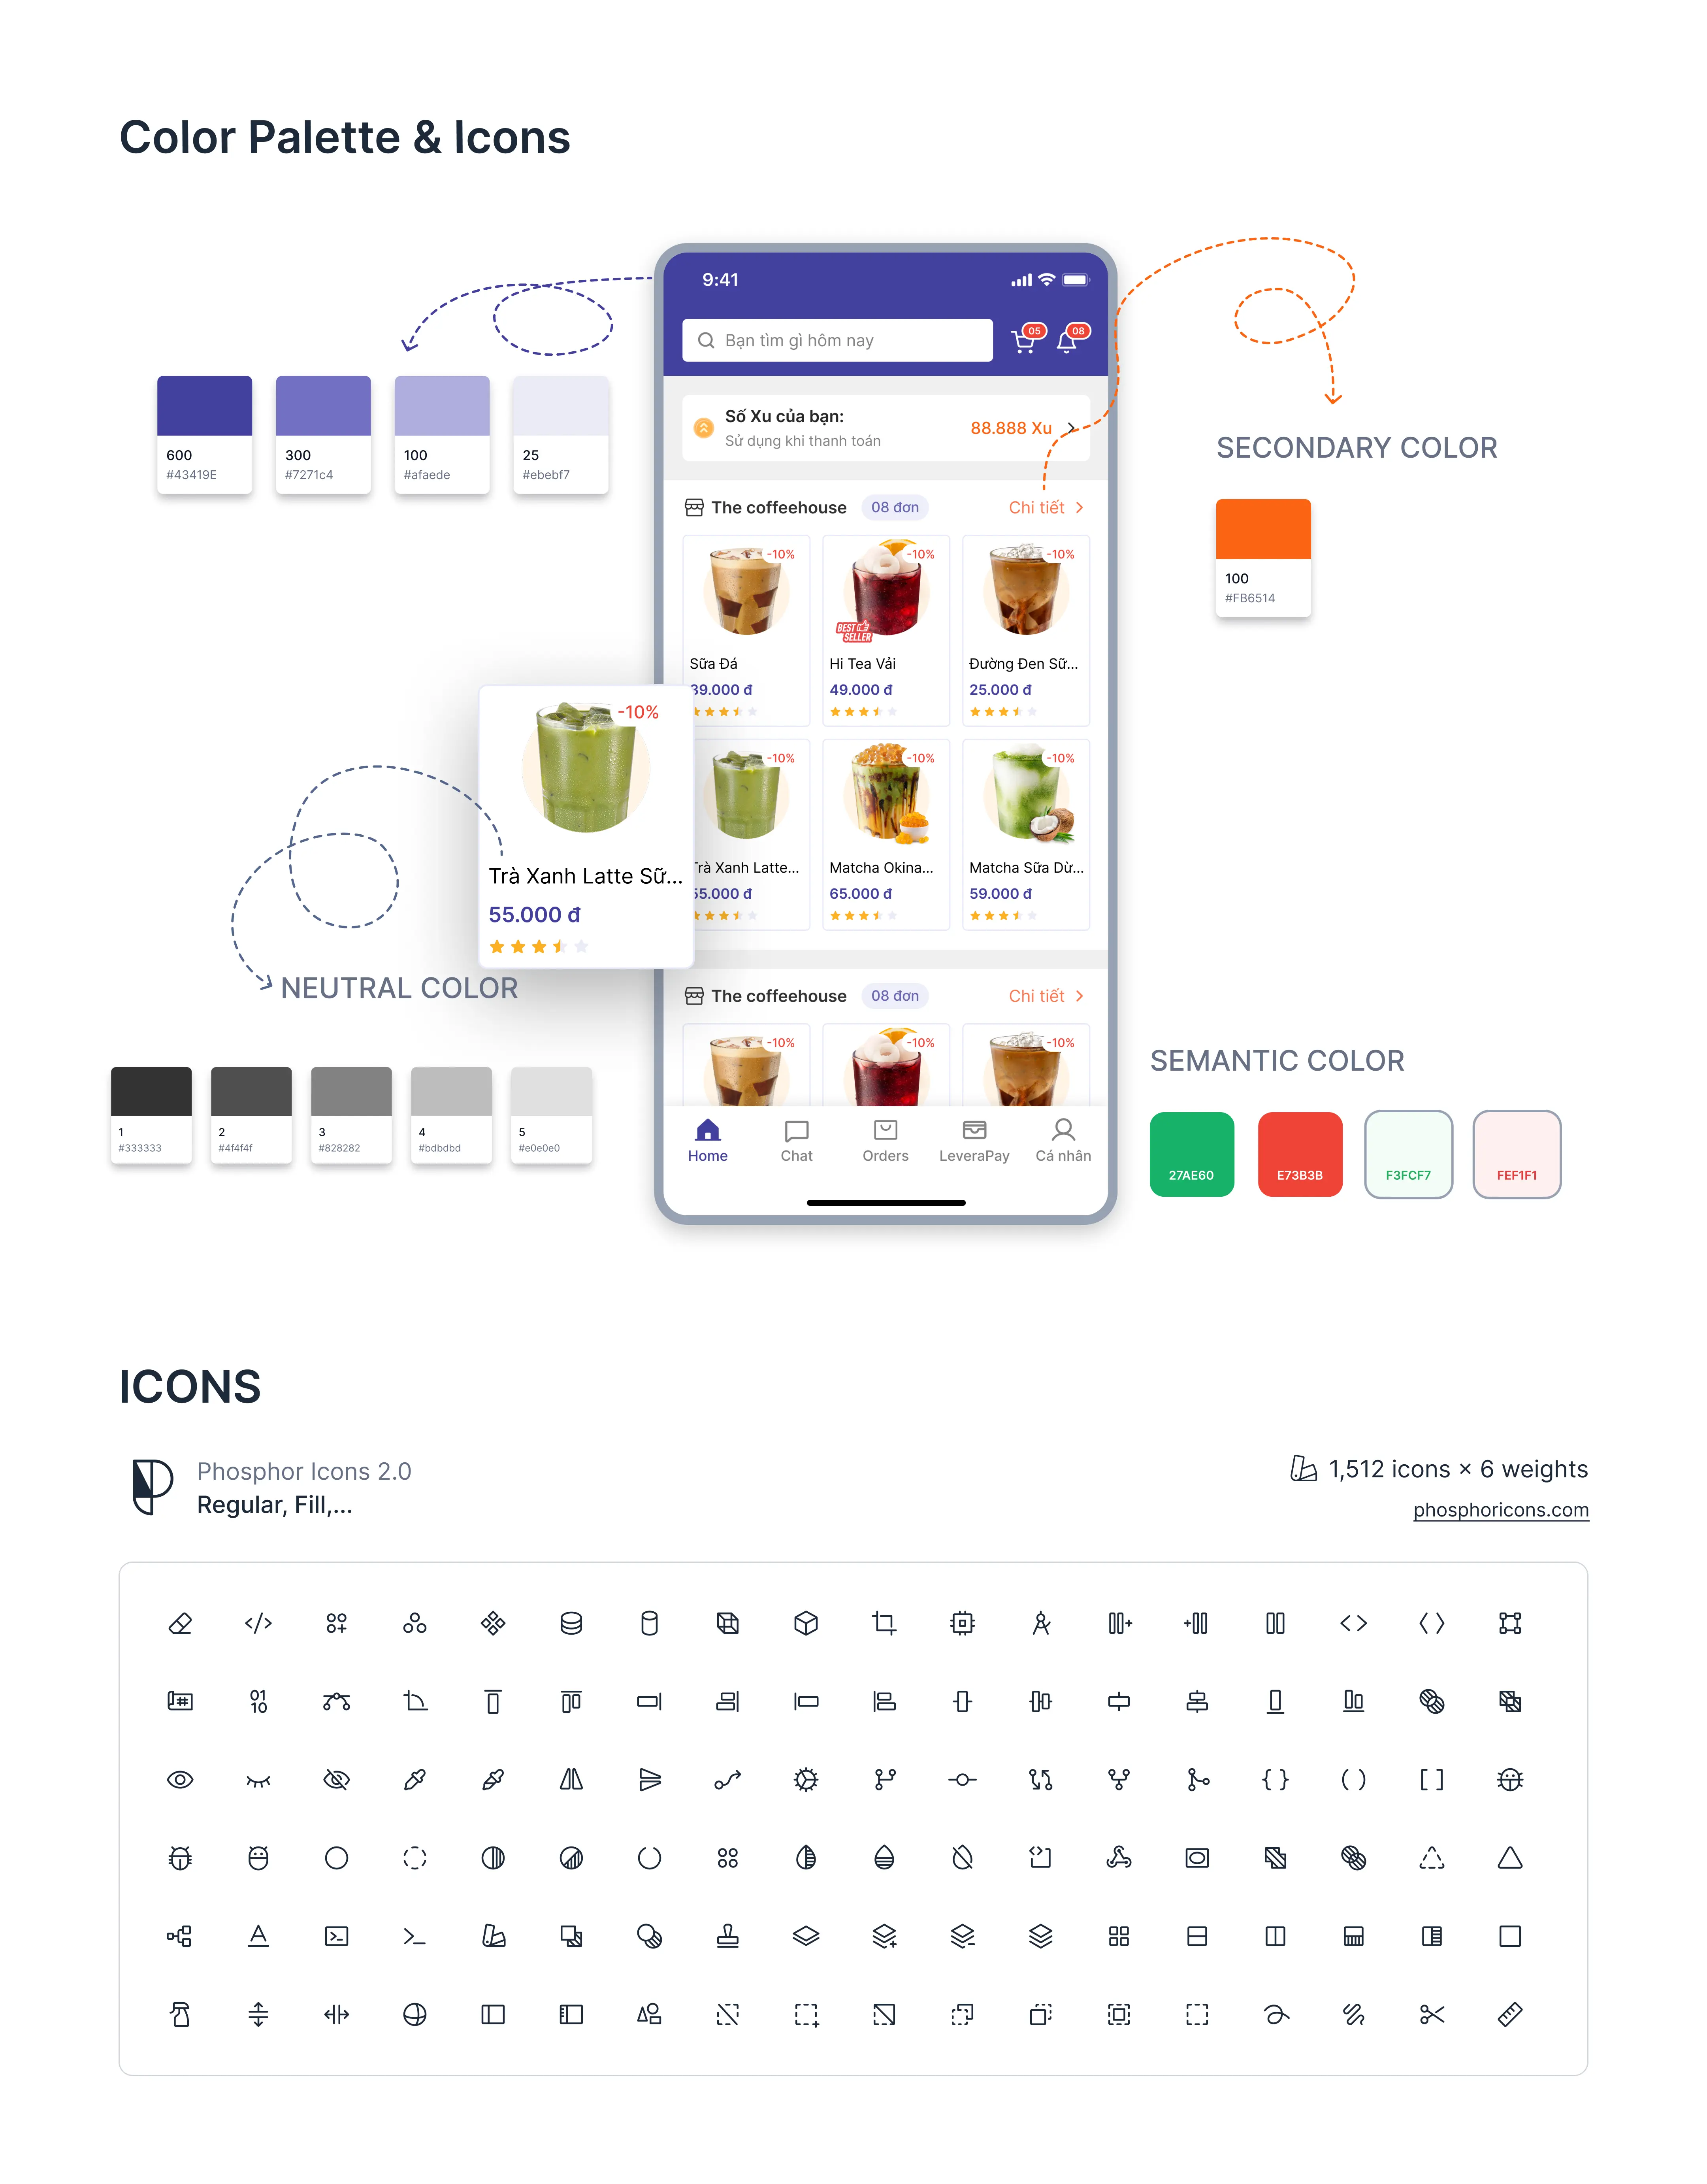 Color Palette & Icons
9:41
Bạn tìm gì hôm nay
05
08
600
#43419E
300
#7271c4
100
#afaede
25
#ebebf7
Số Xu của bạn:
Sử dụng khi thanh toán
88.888 Xu
SECONDARY COLOR
100
#FB6514
The coffeehouse
08 đơn
Chi tiết
-10%
-10%
-10%
BEST
SELLER
Sữa Đá
Hi Tea Vải
Đường Đen Sữ...
39.000 đ
49.000 đ
25.000 đ
-10%
Trà Xanh Latte Sữ...
55.000 đ
-10%
-10%
-10%
Trà Xanh Latte...
Matcha Okina...
Matcha Sữa Dừ...
55.000 đ
65.000 đ
59.000 đ
NEUTRAL COLOR
1
#333333
2
#4f4f4f
3
#828282
4
#bdbdbd
5
#e0e0e0
The coffeehouse
08 đơn
Chi tiết
-10%
-10%
-10%
Home
Chat
Orders
LeveraPay
Cá nhân
SEMANTIC COLOR
27AE60
E73B3B
F3FCF7
FEF1F1
ICONS
Phosphor Icons 2.0
Regular, Fill,...
1,512 icons × 6 weights
phosphoricons.com